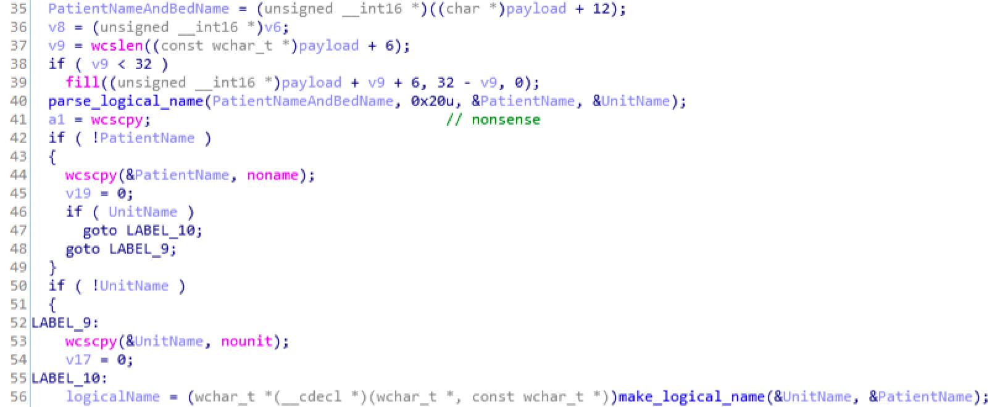 35 PatientNameAndBedName = (unsigned __int16 *)((char *)payload + 12);
36 v8 = (unsigned __int16 *)v6;
37 v9 = wcslen((const wchar_t *)payload + 6);
38 if ( v9 < 32 )
39 fill((unsigned __int16 *)payload + v9 + 6, 32 - v9, 0);
40 parse_logical_name(PatientNameAndBedName, 0x20u, &PatientName, &UnitName);
41 a1 = wcscpy; // nonsense
42 if ( !PatientName )
43 {
44 wcscpy(&PatientName, noname);
45 v19 = 0;
46 if ( UnitName )
47 goto LABEL_10;
48 goto LABEL_9;
49 }
50 if ( !UnitName )
51 {
52 LABEL_9:
53 wcscpy(&UnitName, nounit);
54 v17 = 0;
55 LABEL_10:
56 logicalName = (wchar_t *(__cdecl *)(wchar_t *, const wchar_t *))make_logical_name(&UnitName, &PatientName);